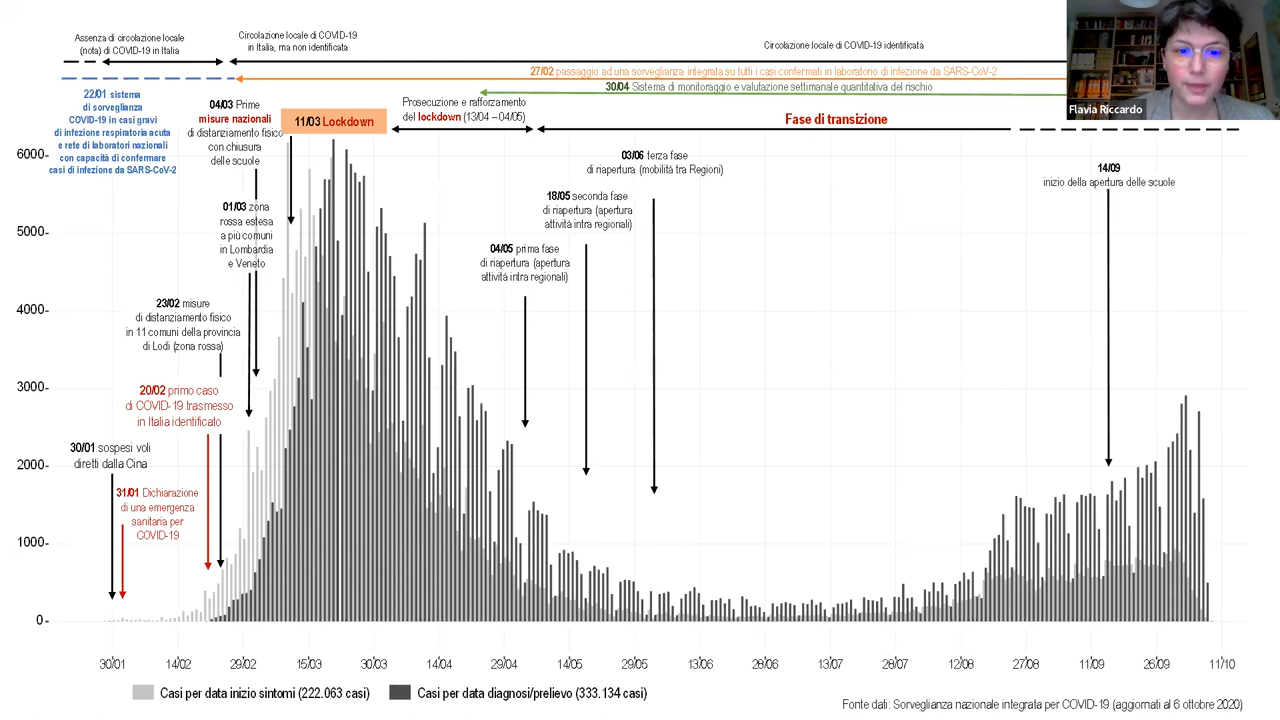 Assenza di circolazione locale
(nota) di COVID-19 in Italia
Circolazione locale di COVID-19
in Italia, ma non identificata
Circolazione locale di COVID-19 identificata
27/02 passaggio ad una sorveglianza integrata su tutti i casi confermati in laboratorio di infezione da SARS-CoV-2
30/04 Sistema di monitoraggio e valutazione settimanale quantitativa del rischio
Flavia Riccardo
22/01 sistema
di sorveglianza
COVID-19 in casi gravi
di infezione respiratoria acuta
e rete di laboratori nazionali
con capacità di confermare
casi di infezione da SARS-CoV-2
04/03 Prime
misure nazionali
di distanziamento fisico
con chiusura
delle scuole
11/03 Lockdown
Prosecuzione e rafforzamento
del lockdown (13/04 – 04/05)
Fase di transizione
03/06 terza fase
di riapertura (mobilità tra Regioni)
14/09
inizio della apertura delle scuole
18/05 seconda fase
di riapertura (apertura
attività intra regionali)
04/05 prima fase
di riapertura (apertura
attività intra regionali)
01/03 zona
rossa estesa
a più comuni
in Lombardia
e Veneto
23/02 misure
di distanziamento fisico
in 11 comuni della provincia
di Lodi (zona rossa)
20/02 primo caso
di COVID-19 trasmesso
in Italia identificato
30/01 sospesi voli
diretti dalla Cina
31/01 Dichiarazione
di una emergenza
sanitaria per
COVID-19
6000-
5000-
4000-
3000-
2000-
1000-
0-
30/01 14/02 29/02 15/03 30/03 14/04 29/04 14/05 29/05 13/06 28/06 13/07 28/07 12/08 27/08 11/09 26/09 11/10
Casi per data inizio sintomi (222.063 casi) Casi per data diagnosi/prelievo (333.134 casi)
Fonte dati: Sorveglianza nazionale integrata per COVID-19 (aggiornati al 6 ottobre 2020)